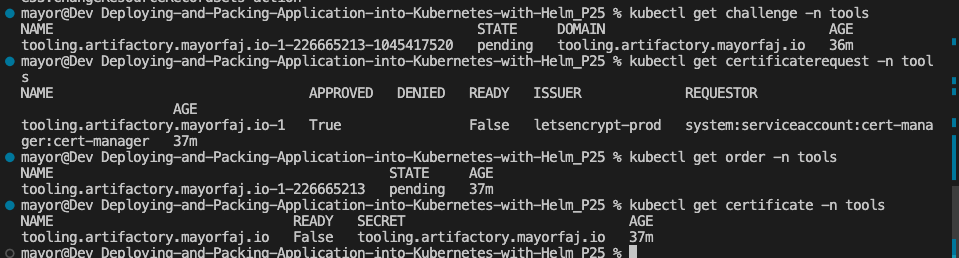 mayor@Dev Deploying-and-Packing-Application-into-Kubernetes-with-Helm_P25 % kubectl get challenge -n tools
NAME STATE DOMAIN AGE
tooling.artifactory.mayorfaj.io-1-226665213-1045417520 pending tooling.artifactory.mayorfaj.io 36m
mayor@Dev Deploying-and-Packing-Application-into-Kubernetes-with-Helm_P25 % kubectl get certificaterequest -n tool
s
NAME APPROVED DENIED READY ISSUER REQUESTOR
AGE
tooling.artifactory.mayorfaj.io-1 True False letsencrypt-prod system:serviceaccount:cert-mana
ger:cert-manager 37m
mayor@Dev Deploying-and-Packing-Application-into-Kubernetes-with-Helm_P25 % kubectl get order -n tools
NAME STATE AGE
tooling.artifactory.mayorfaj.io-1-226665213 pending 37m
mayor@Dev Deploying-and-Packing-Application-into-Kubernetes-with-Helm_P25 % kubectl get certificate -n tools
NAME READY SECRET AGE
tooling.artifactory.mayorfaj.io False tooling.artifactory.mayorfaj.io 37m
mayor@Dev Deploying-and-Packing-Application-into-Kubernetes-with-Helm_P25 %